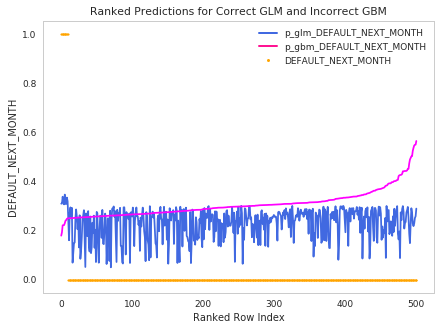 Ranked Predictions for Correct GLM and Incorrect GBM
p_glm_DEFAULT_NEXT_MONTH
p_gbm_DEFAULT_NEXT_MONTH
DEFAULT_NEXT_MONTH
DEFAULT_NEXT_MONTH
1.0
0.8
0.6
0.4
0.2
0.0
0 100 200 300 400 500
Ranked Row Index